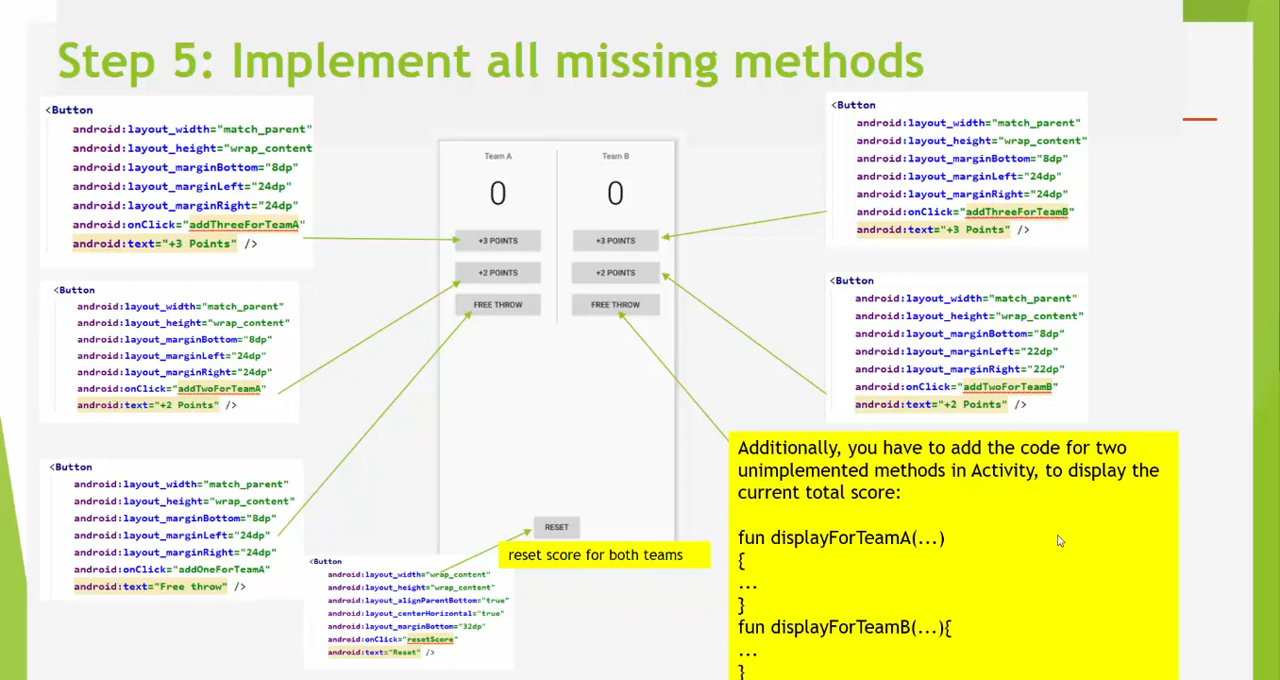 Step 5: Implement all missing methods
<Button
android:layout_width="match_parent"
android:layout_height="wrap_content
android:layout_marginBottom="8dp"
android:layout_marginLeft="24dp"
android:layout_marginRight="24dp"
android:onClick="addThreeForTeamA"
android:text="+3 Points" />
<Button
android:layout_width="match_parent"
android:layout_height="wrap_content"
android:layout_marginBottom="8dp"
android:layout_marginLeft="24dp"
android:layout_marginRight="24dp"
android:onClick="addTwoForTeamA"
android:text="+2 Points" />
<Button
android:layout_width="match_parent"
android:layout_height="wrap_content"
android:layout_marginBottom="8dp"
android:layout_marginLeft="24dp"
android:layout_marginRight="24dp"
android:onClick="addOneForTeamA"
android:text="Free throw" />
Team A Team B
0 0
+3 POINTS +3 POINTS
+2 POINTS +2 POINTS
FREE THROW FREE THROW
RESET
reset score for both teams
<Button
android:layout_width="wrap_content"
android:layout_height="wrap_content"
android:layout_alignParentBottom="true"
android:layout_centerHorizontal="true"
android:layout_marginBottom="32dp"
android:onClick="resetScore"
android:text="Reset" />
<Button
android:layout_width="match_parent"
android:layout_height="wrap_content"
android:layout_marginBottom="8dp"
android:layout_marginLeft="24dp"
android:layout_marginRight="24dp"
android:onClick="addThreeForTeamB"
android:text="+3 Points" />
<Button
android:layout_width="match_parent"
android:layout_height="wrap_content"
android:layout_marginBottom="8dp"
android:layout_marginLeft="22dp"
android:layout_marginRight="22dp"
android:onClick="addTwoForTeamB"
android:text="+2 Points" />
Additionally, you have to add the code for two
unimplemented methods in Activity, to display the
current total score:
fun displayForTeamA(...)
{
...
}
fun displayForTeamB(...){
...
}